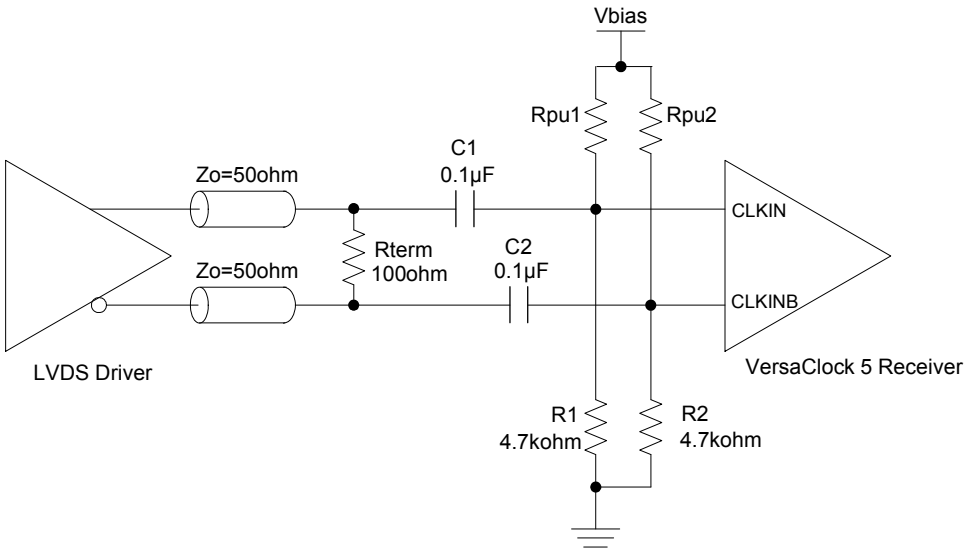 Vbias
Rpu1
Rpu2
C1
0.1µF
Zo=50ohm
CLKIN
Rterm
100ohm
C2
0.1µF
Zo=50ohm
CLKINB
LVDS Driver
VersaClock 5 Receiver
R1
4.7kohm
R2
4.7kohm